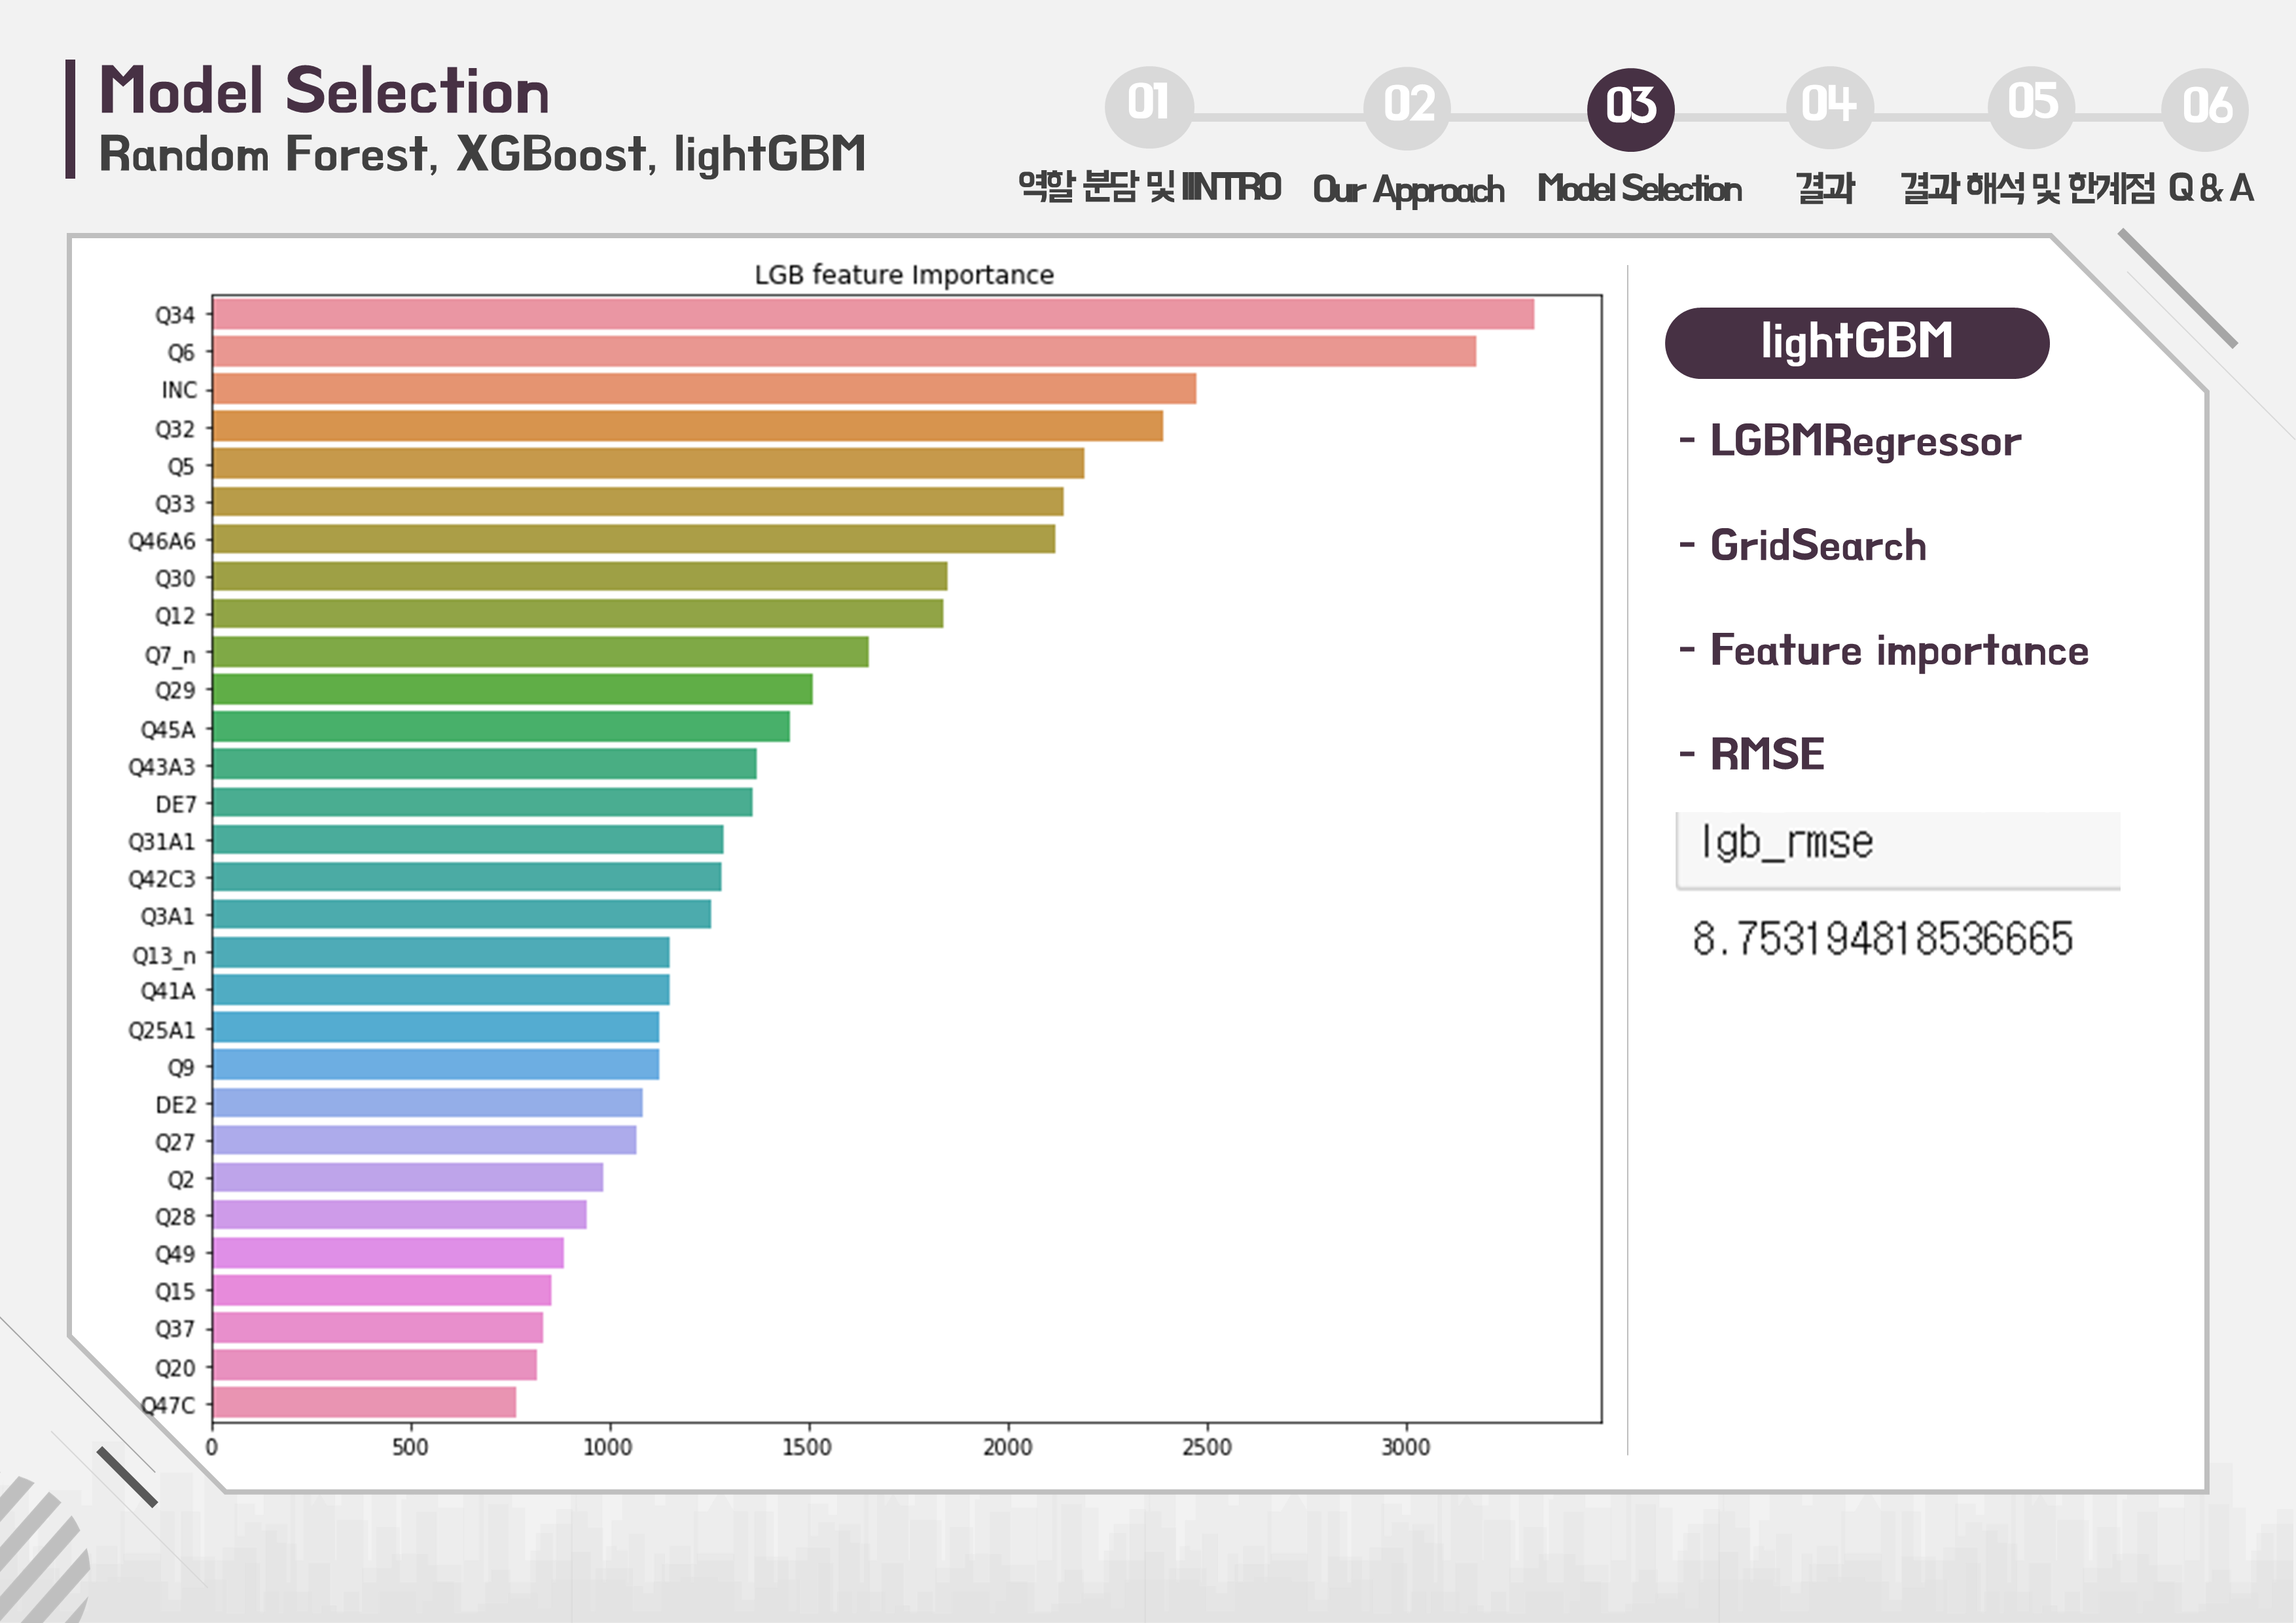 Model Selection
Random Forest, XGBoost, lightGBM
01
02
03
04
05
06
역할 분담 및 IINTRO
Our Approach
Model Selection
결과
결과 해석 및 한계점
Q & A
LGB feature Importance
Q34
Q6
INC
Q32
Q5
Q33
Q46A6
Q30
Q12
Q7_n
Q29
Q45A
Q43A3
DE7
Q31A1
Q42C3
Q3A1
Q13_n
Q41A
Q25A1
Q9
DE2
Q27
Q2
Q28
Q49
Q15
Q37
Q20
Q47C
0 500 1000 1500 2000 2500 3000
lightGBM
- LGBMRegressor
- GridSearch
- Feature importance
- RMSE
lgb_rmse
8.753194818536665